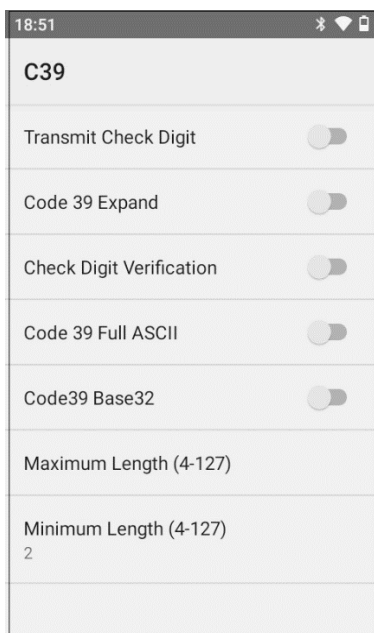 18:51
C39
Transmit Check Digit
Code 39 Expand
Check Digit Verification
Code 39 Full ASCII
Code39 Base32
Maximum Length (4-127)
Minimum Length (4-127)
2